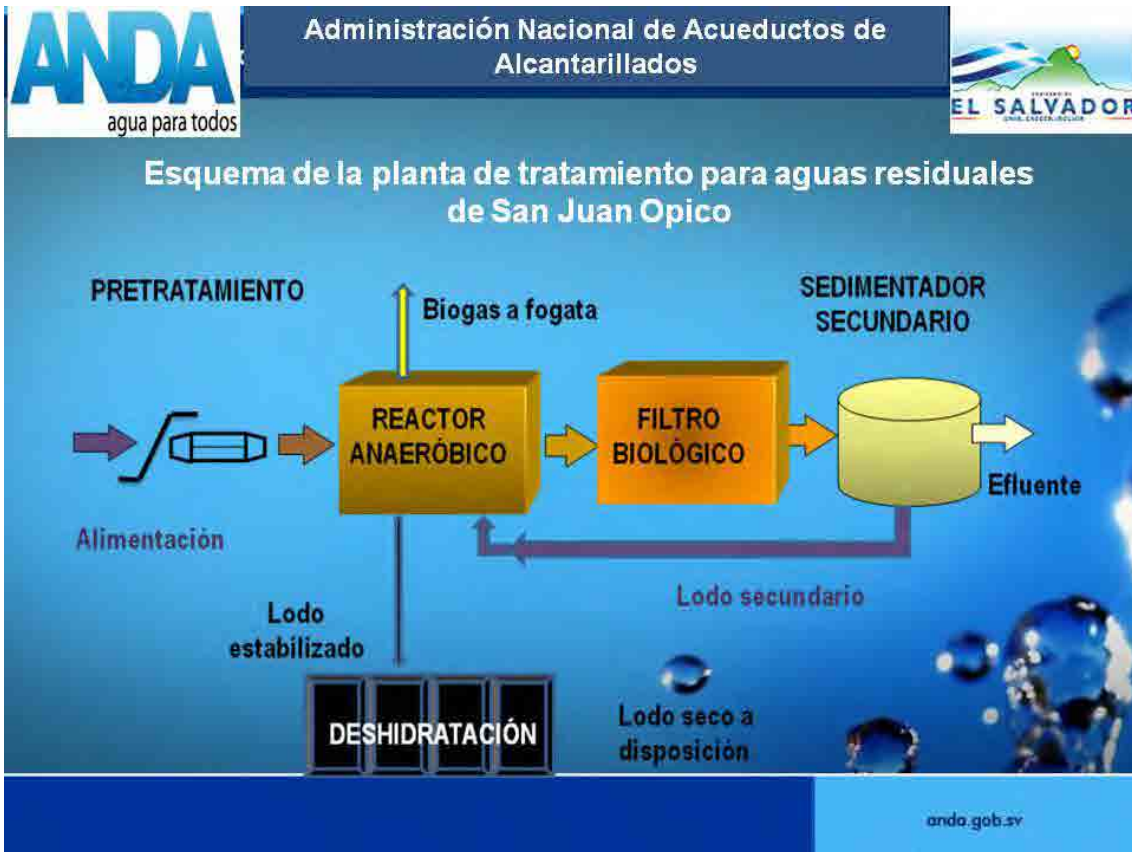 ANDA
agua para todos
Administración Nacional de Acueductos de
Alcantarillados
EL SALVADOR
Esquema de la planta de tratamiento para aguas residuales
de San Juan Opico
PRETRATAMIENTO
Biogas a fogata
SEDIMENTADOR
SECUNDARIO
REACTOR
ANAERÓBICO
FILTRO
BIOLÓGICO
Efluente
Alimentación
Lodo secundario
Lodo
estabilizado
DESHIDRATACIÓN
Lodo seco a
disposición
anda.gob.sv